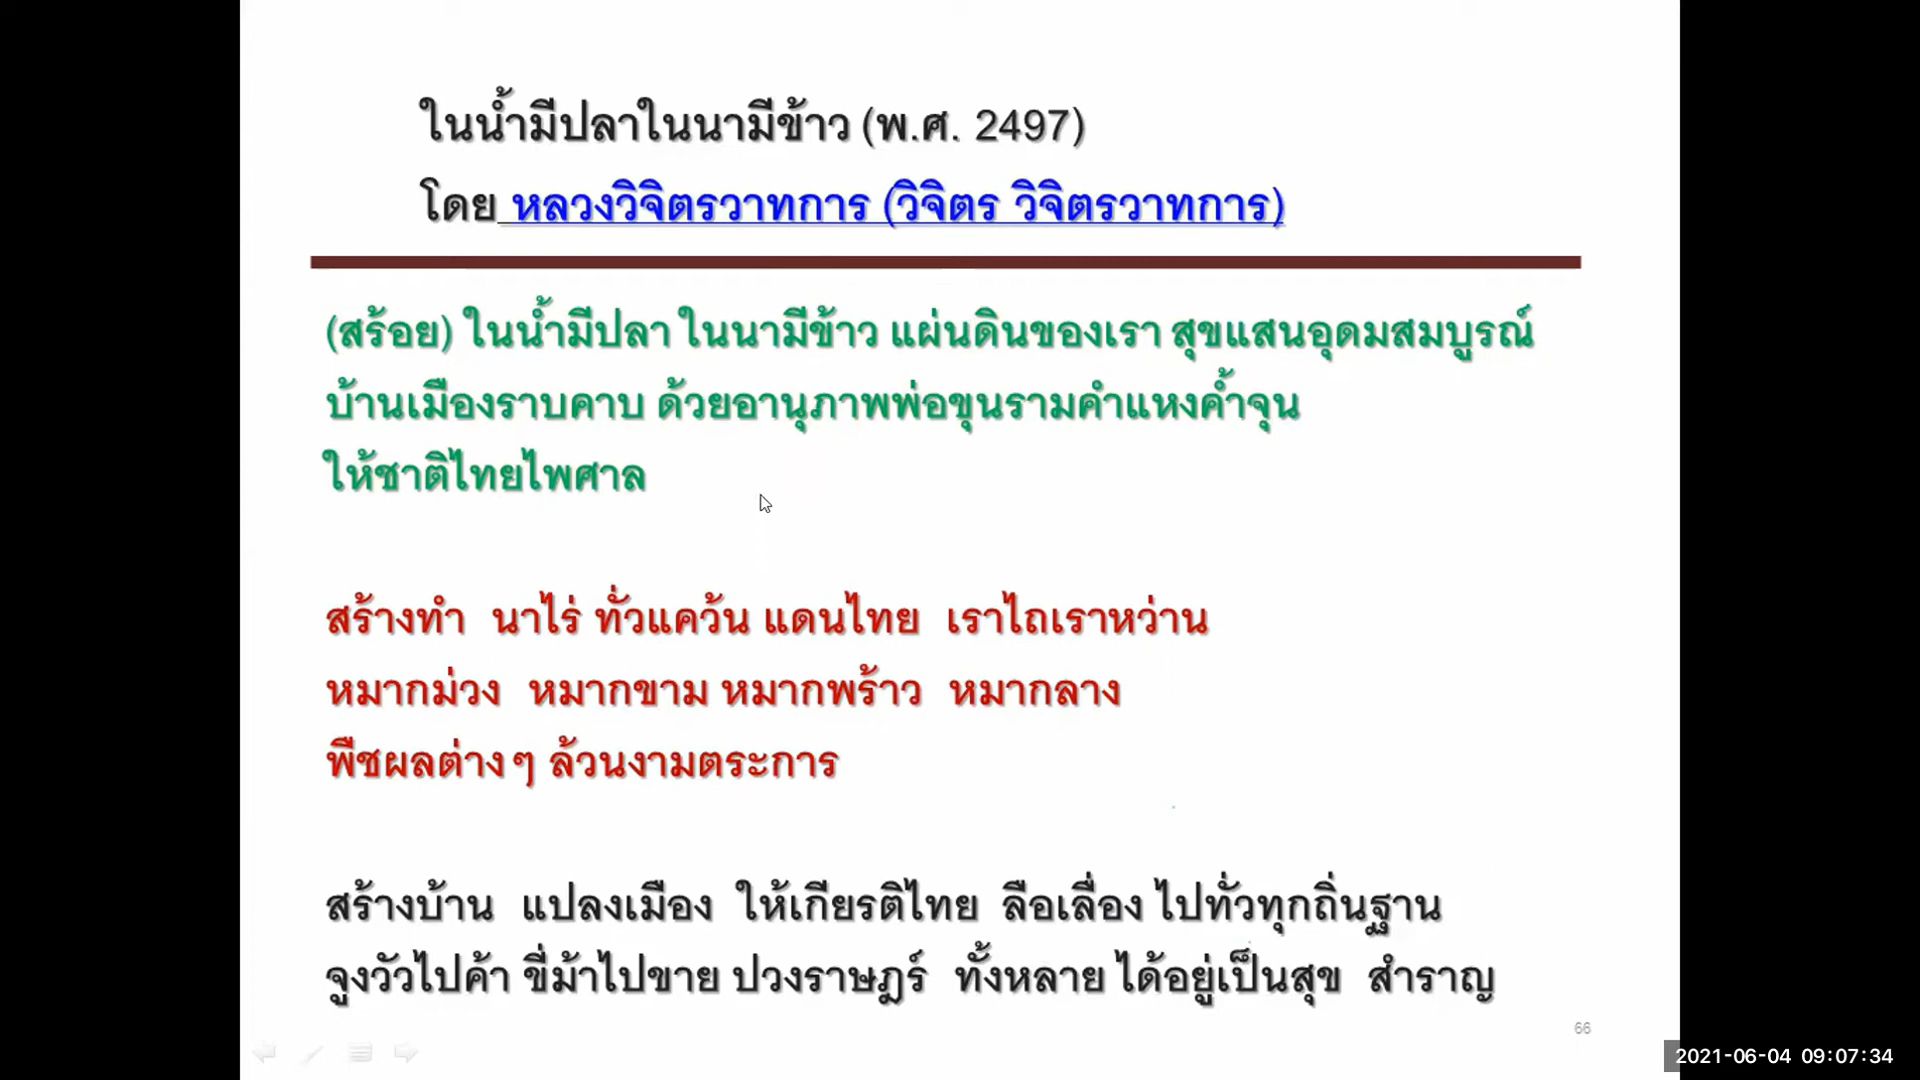 ในน้ำมีปลาในนามีข้าว (พ.ศ. 2497)
โดย หลวงวิจิตรวาทการ (วิจิตร วิจิตรวาทการ)
(สร้อย) ในน้ำมีปลา ในนามีข้าว แผ่นดินของเรา สุขแสนอุดมสมบูรณ์
บ้านเมืองราบคาบ ด้วยอานุภาพพ่อขุนรามคำแหงค้ำจุน
ให้ชาติไทยไพศาล
สร้างทำ นาไร่ ทั่วแคว้น แดนไทย เราไถเราหว่าน
หมากม่วง หมากขาม หมากพร้าว หมากลาง
พืชผลต่างๆ ล้วนงามตระการ
สร้างบ้าน แปลงเมือง ให้เกียรติไทย ลือเลื่อง ไปทั่วทุกถิ่นฐาน
จูงวัวไปค้า ขี่ม้าไปขาย ปวงราษฎร์ ทั้งหลาย ได้อยู่เป็นสุข สำราญ
66
2021-06-04 09:07:34